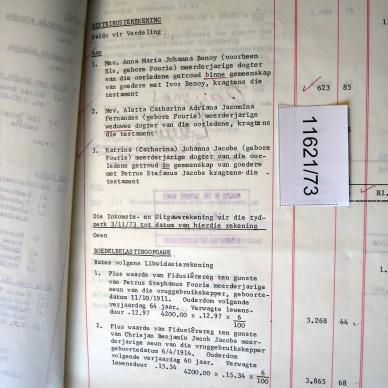 DISTRIBUSIEREKENING
Saldo vir Verdeling
Aan
1. Mev. Anna Maria Johanna Benoy (voorheen
Els, gebore Fourie) meerderjarige dogter
van die oorledene getroud binne gemeenskap
van goedere met Ivor Benoy, kragtens die
testament
623 85
2. Mev. Aletta Catharina Adriana Jacomina
Fernandes (gebore Fourie) meerderjarige
weduwee dogter van die oorledene, kragtens
die testament
3. Katrina (Catharina) Johanna Jacobs (gebore
Fourie) meerderjarige dogter van die oor-
ledene getroud in gemeenskap van goedere
met Petrus Stefanus Jacobs kragtens die
testament
11621/73
R1.
Die Inkomste- en Uitgawerekening vir die tyd-
perk 3/11/73 tot datum van hierdie rekening
Geen
BOEDELBELASTINGOPGAWE
Bates volgens Likwidasierekening
1. Plus waarde van Fidusiêrereg ten gunste
van Petrus Stephanus Fourie meerderjarige
seun van die vruggebruikskepper, geboorte-
datum 11/10/1911. Ouderdom volgende
verjaardag 64 jaar. Verwagte lewens-
duur .12.97 4200.00 x .12.97 x 6
100
3.268 44
2. Plus waarde van Fidusiêrereg ten gunste
van Chrisjan Benjamin Jacob Jacobs meer-
derjarige seun van die vruggebruikskepper
geboortedatum 6/4/1914. Ouderdom
volgende verjaardag 60 jaar. Verwagte
lewensduur .15.34 4200.00 x .15.34 x 6
100
3.865 68